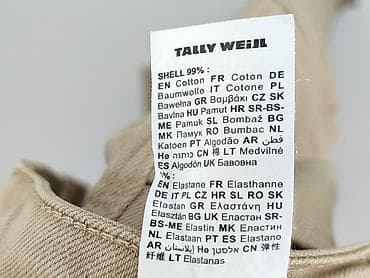 TALLY WEiJL
SHELL 99% :
EN Cotton FR Coton DE
Baumwolle IT Cotone PL
Bawełna GR Βαμβάκι CZ SK
Bavlna HU Pamut HR SR-BS-
ME Pamuk SL Bombaž BG
MK Памук RO Bumbac NL
Katoen PT Algodão AR قطن
He כותנה CN 棉 LT Medvilnė
ES Algodón UK Бавовна
%:
EN Elastane FR Elasthanne
DE Elastan IT PL CZ HR SL RO SK
Elastan GR Ελαστάνη HU
Elasztán BG UK Еластан SR-
BS-ME Elastin MK Еластин
NL Elastaan PT ES Elastano
AR إيلاستان He אלסטן CN 弹性
纤维 LT Elastanas